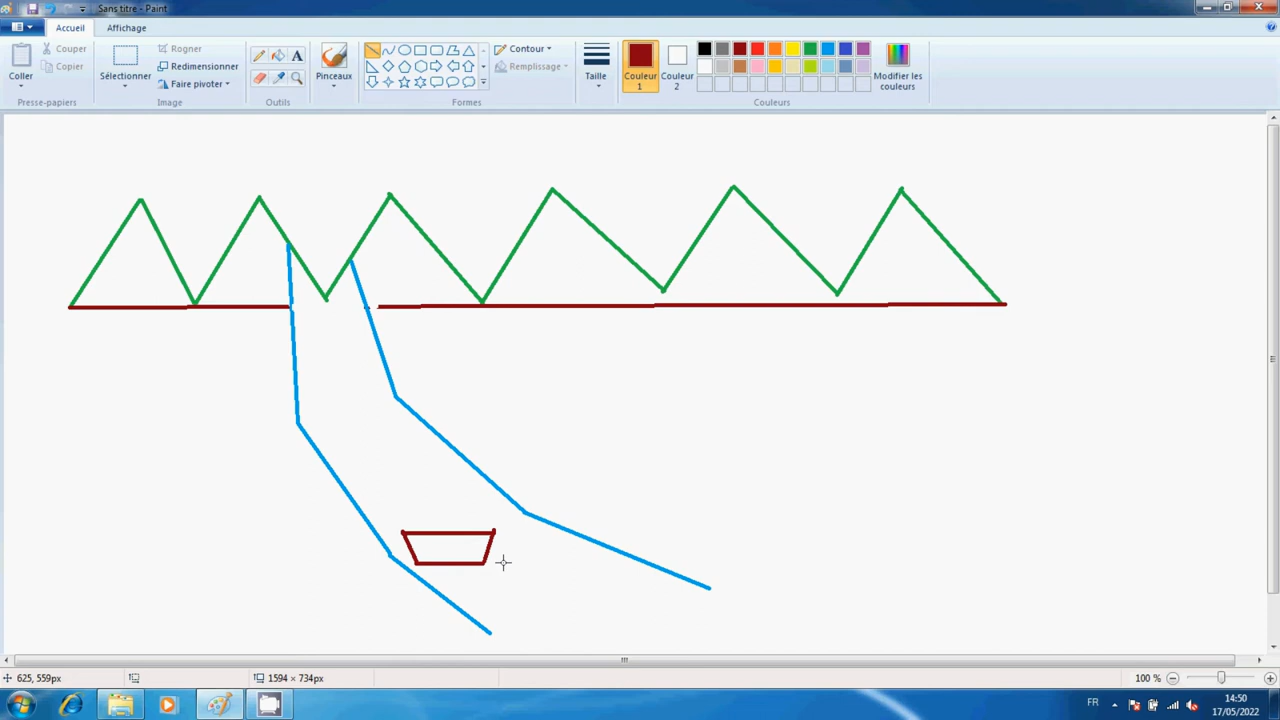 Sans titre - Paint
Accueil
Affichage
Coller
Couper
Copier
Presse-papiers
Sélectionner
Rogner
Redimensionner
Faire pivoter
Image
A
Outils
Pinceaux
Contour
Remplissage
Formes
Taille
Couleur
1
Couleur
2
Modifier les
couleurs
Couleurs
625, 559px
1594 × 734px
100 %
FR
14:50
17/05/2022